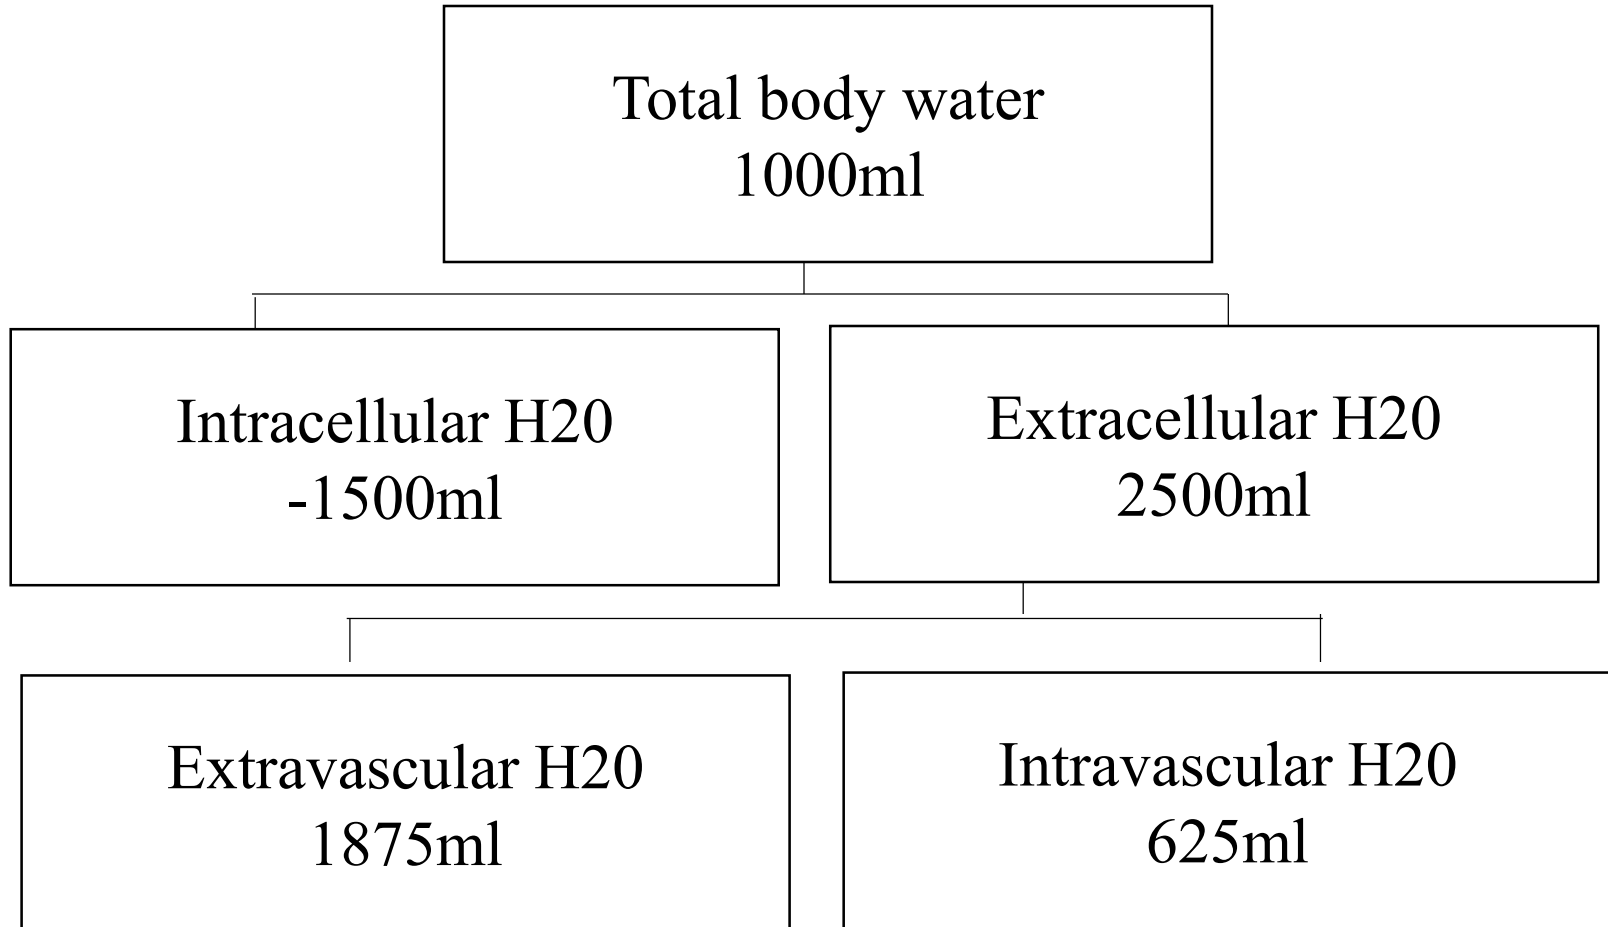 Total body water
1000ml
Intracellular H20
-1500ml
Extracellular H20
2500ml
Extravascular H20
1875ml
Intravascular H20
625ml